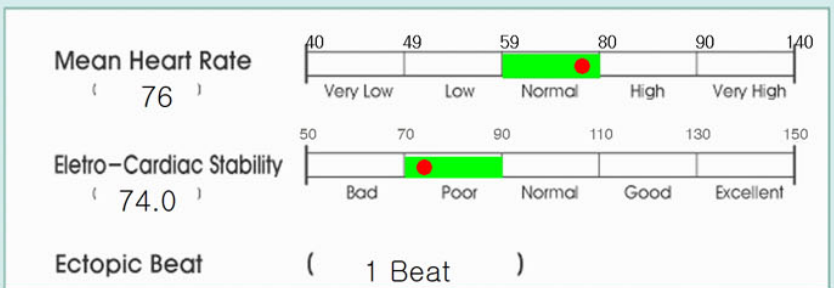 40 49 59 80 90 140
Mean Heart Rate
( 76 )
Very Low Low Normal High Very High
50 70 90 110 130 150
Eletro-Cardiac Stability
( 74.0 )
Bad Poor Normal Good Excellent
Ectopic Beat ( 1 Beat )